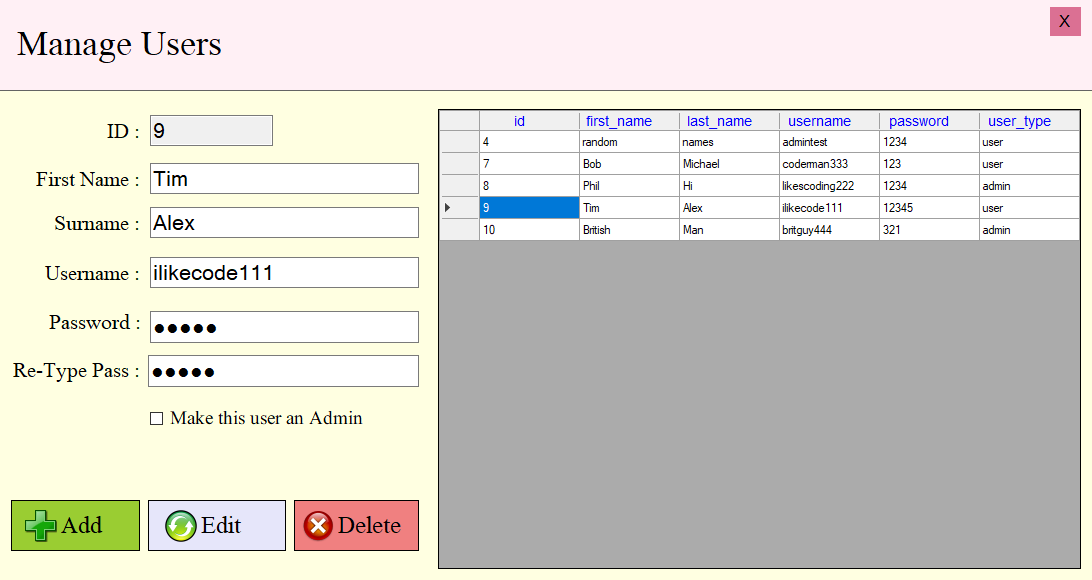 X
Manage Users
ID : 9
First Name : Tim
Surname : Alex
Username : ilikecode111
Password : ●●●●●
Re-Type Pass : ●●●●●
Make this user an Admin
Add Edit Delete
id first_name last_name username password user_type
4 random names admintest 1234 user
7 Bob Michael coderman333 123 user
8 Phil Hi likescoding222 1234 admin
9 Tim Alex ilikecode111 12345 user
10 British Man britguy444 321 admin